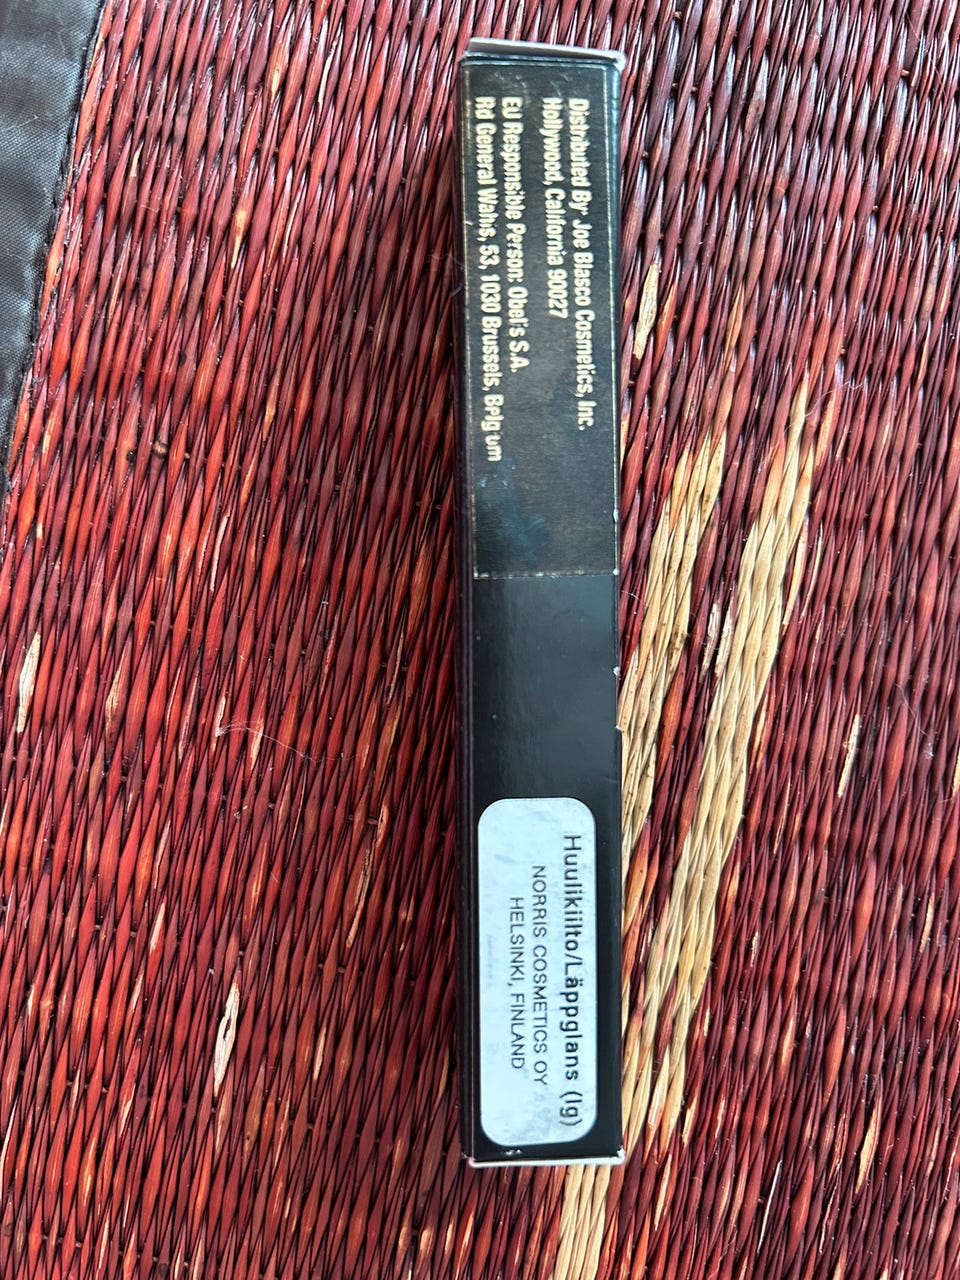 Distributed By: Joe Blasco Cosmetics, Inc.
Hollywood, California 90027
EU Responsible Person: Obel's S.A.
Rd General Wahis, 53, 1030 Brussels, Belgium
Huulikiilto/Läppglans (lg)
NORRIS COSMETICS OY
HELSINKI, FINLAND